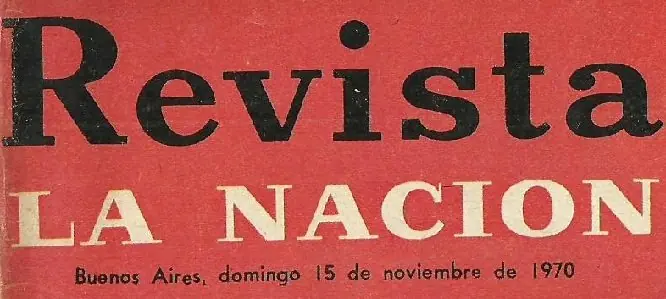 Revista
LA NACION
Buenos Aires, domingo 15 de noviembre de 1970